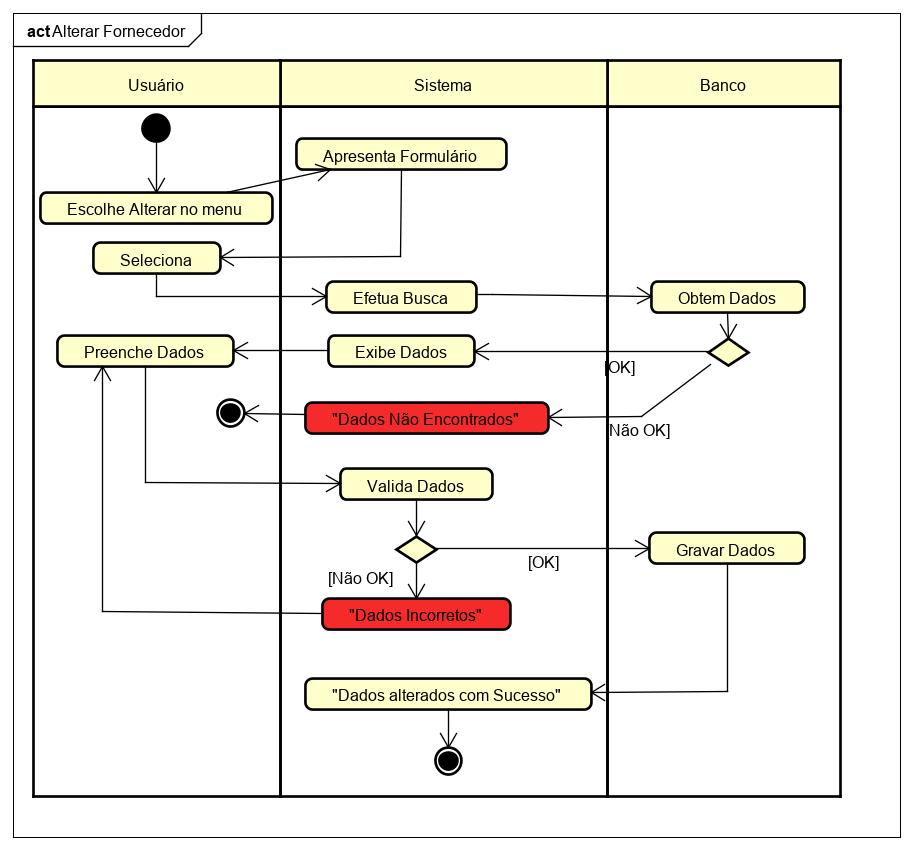 act Alterar Fornecedor
Usuário
Sistema
Banco
Apresenta Formulário
Escolhe Alterar no menu
Seleciona
Efetua Busca
Obtem Dados
Preenche Dados
Exibe Dados
[OK]
"Dados Não Encontrados"
[Não OK]
Valida Dados
Gravar Dados
[OK]
[Não OK]
"Dados Incorretos"
"Dados alterados com Sucesso"